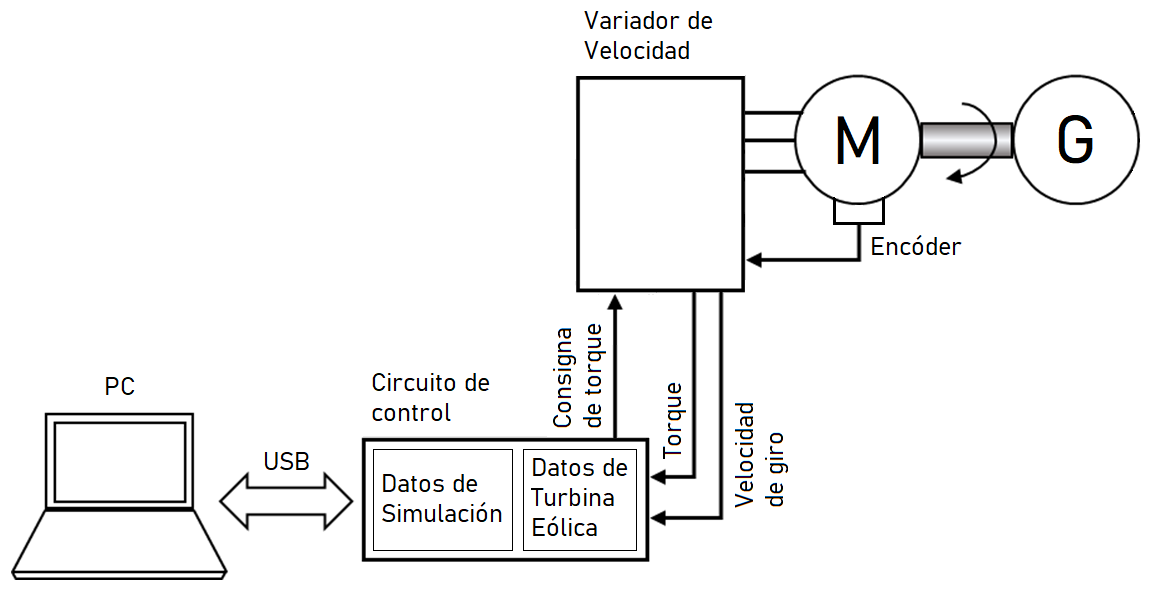 Variador de
Velocidad
M
G
Encóder
Consigna
de torque
Torque
Velocidad
de giro
PC
USB
Circuito de
control
Datos de
Simulación
Datos de
Turbina
Eólica